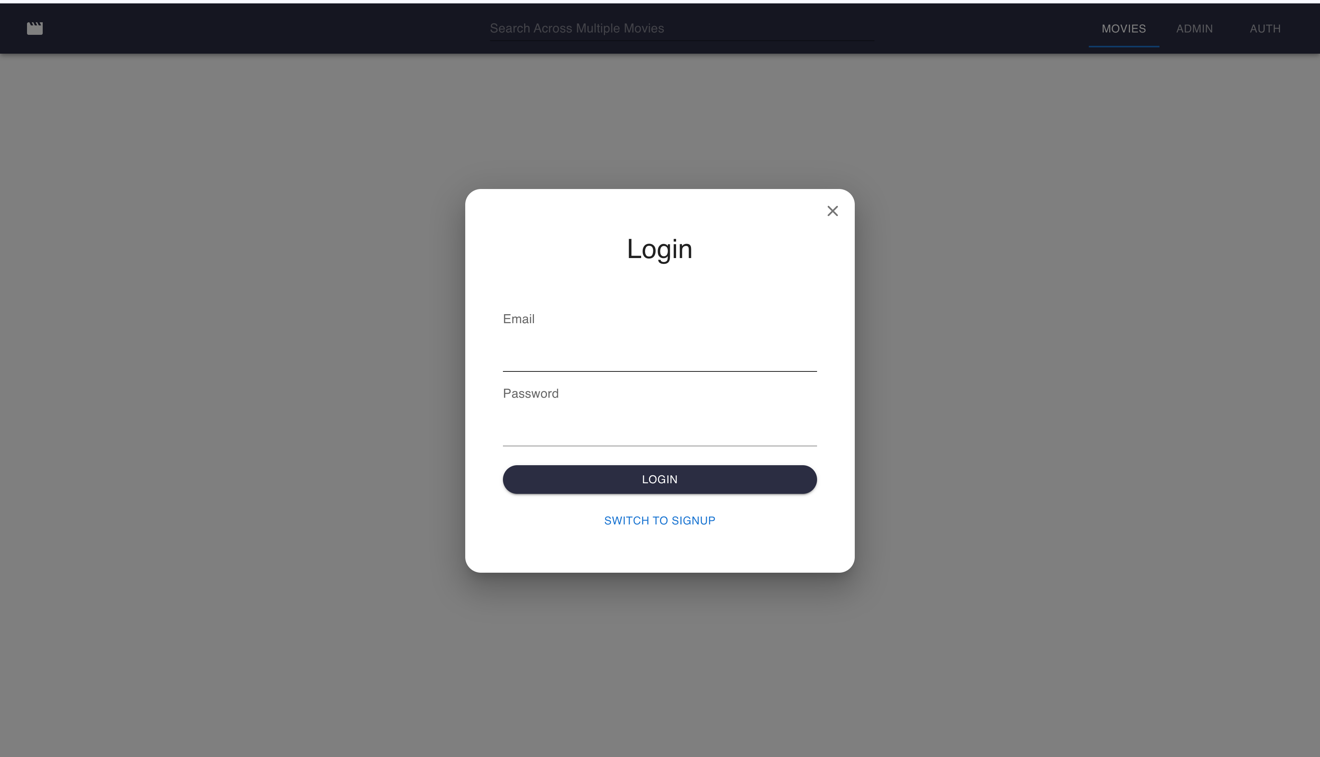 Search Across Multiple Movies
MOVIES
ADMIN
AUTH
Login
Email
Password
LOGIN
SWITCH TO SIGNUP